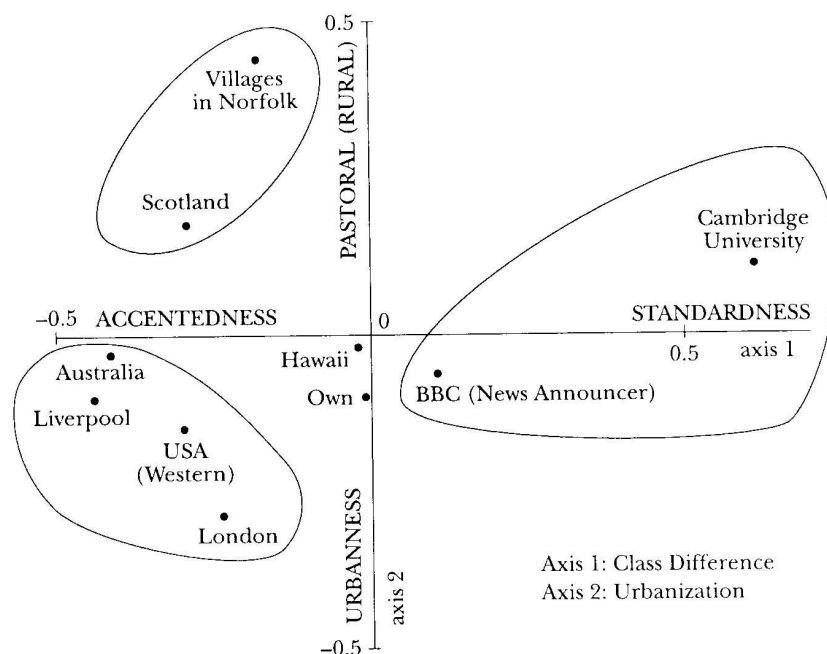 0.5
PASTORAL (RURAL)
Villages
in Norfolk
Scotland
Cambridge
University
−0.5
ACCENTEDNESS
0
STANDARDNESS
0.5
axis 1
Hawaii
Australia
Own
BBC (News Announcer)
Liverpool
USA
(Western)
London
URBANNESS
axis 2
Axis 1: Class Difference
Axis 2: Urbanization
−0.5